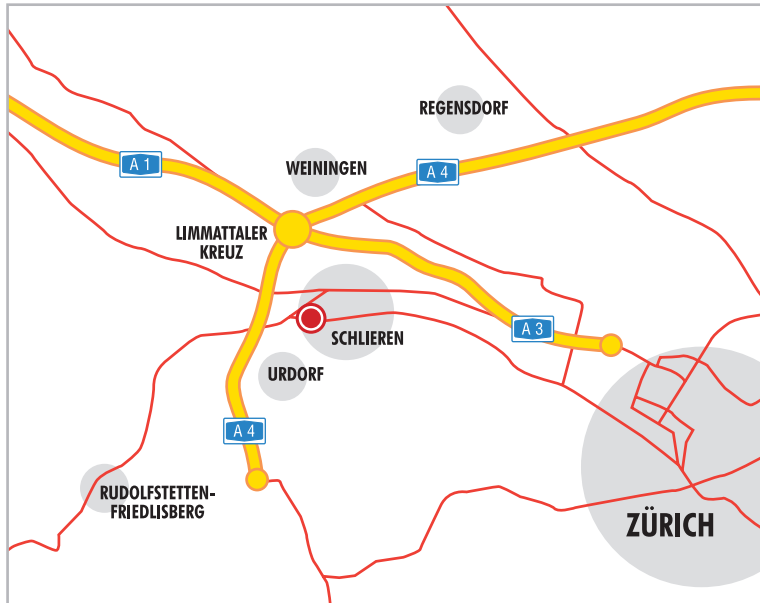 REGENSDORF
A 1
WEININGEN
A 4
LIMMATTALER
KREUZ
A 3
SCHLIEREN
URDORF
A 4
RUDOLFSTETTEN-
FRIEDLISBERG
ZÜRICH